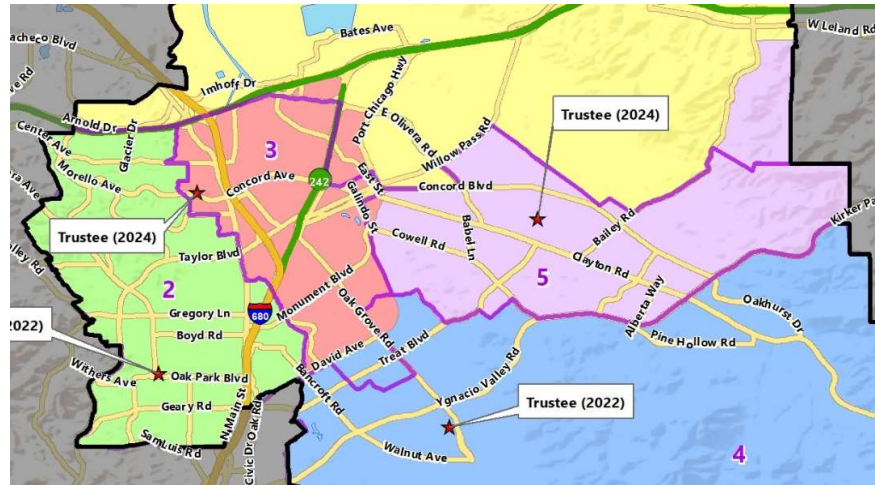 W Leland Rd
Pacheco Blvd
Bates Ave
Imhoff Dr
Port Chicago Hwy
Arnold Dr
Glacier Dr
Center Ave
E Olivera Rd
Willow Pass Rd
Trustee (2024)
3
Morello Ave
Concord Ave
242
East St
Concord Blvd
Galindo St
Babel Ln
Bailey Rd
Kirker Pa
Trustee (2024)
Taylor Blvd
Cowell Rd
Clayton Rd
alley Rd
2
5
Alberta Way
Oakhurst Dr
Gregory Ln
680
Monument Blvd
2022)
Boyd Rd
Oak Grove Rd
Pine Hollow Rd
David Ave
Treat Blvd
Withers Ave
Oak Park Blvd
Bancroft Rd
Ygnacio Valley Rd
Trustee (2022)
Geary Rd
N Main St
Oak Rd
Civic Dr
San Luis Rd
Walnut Ave
4